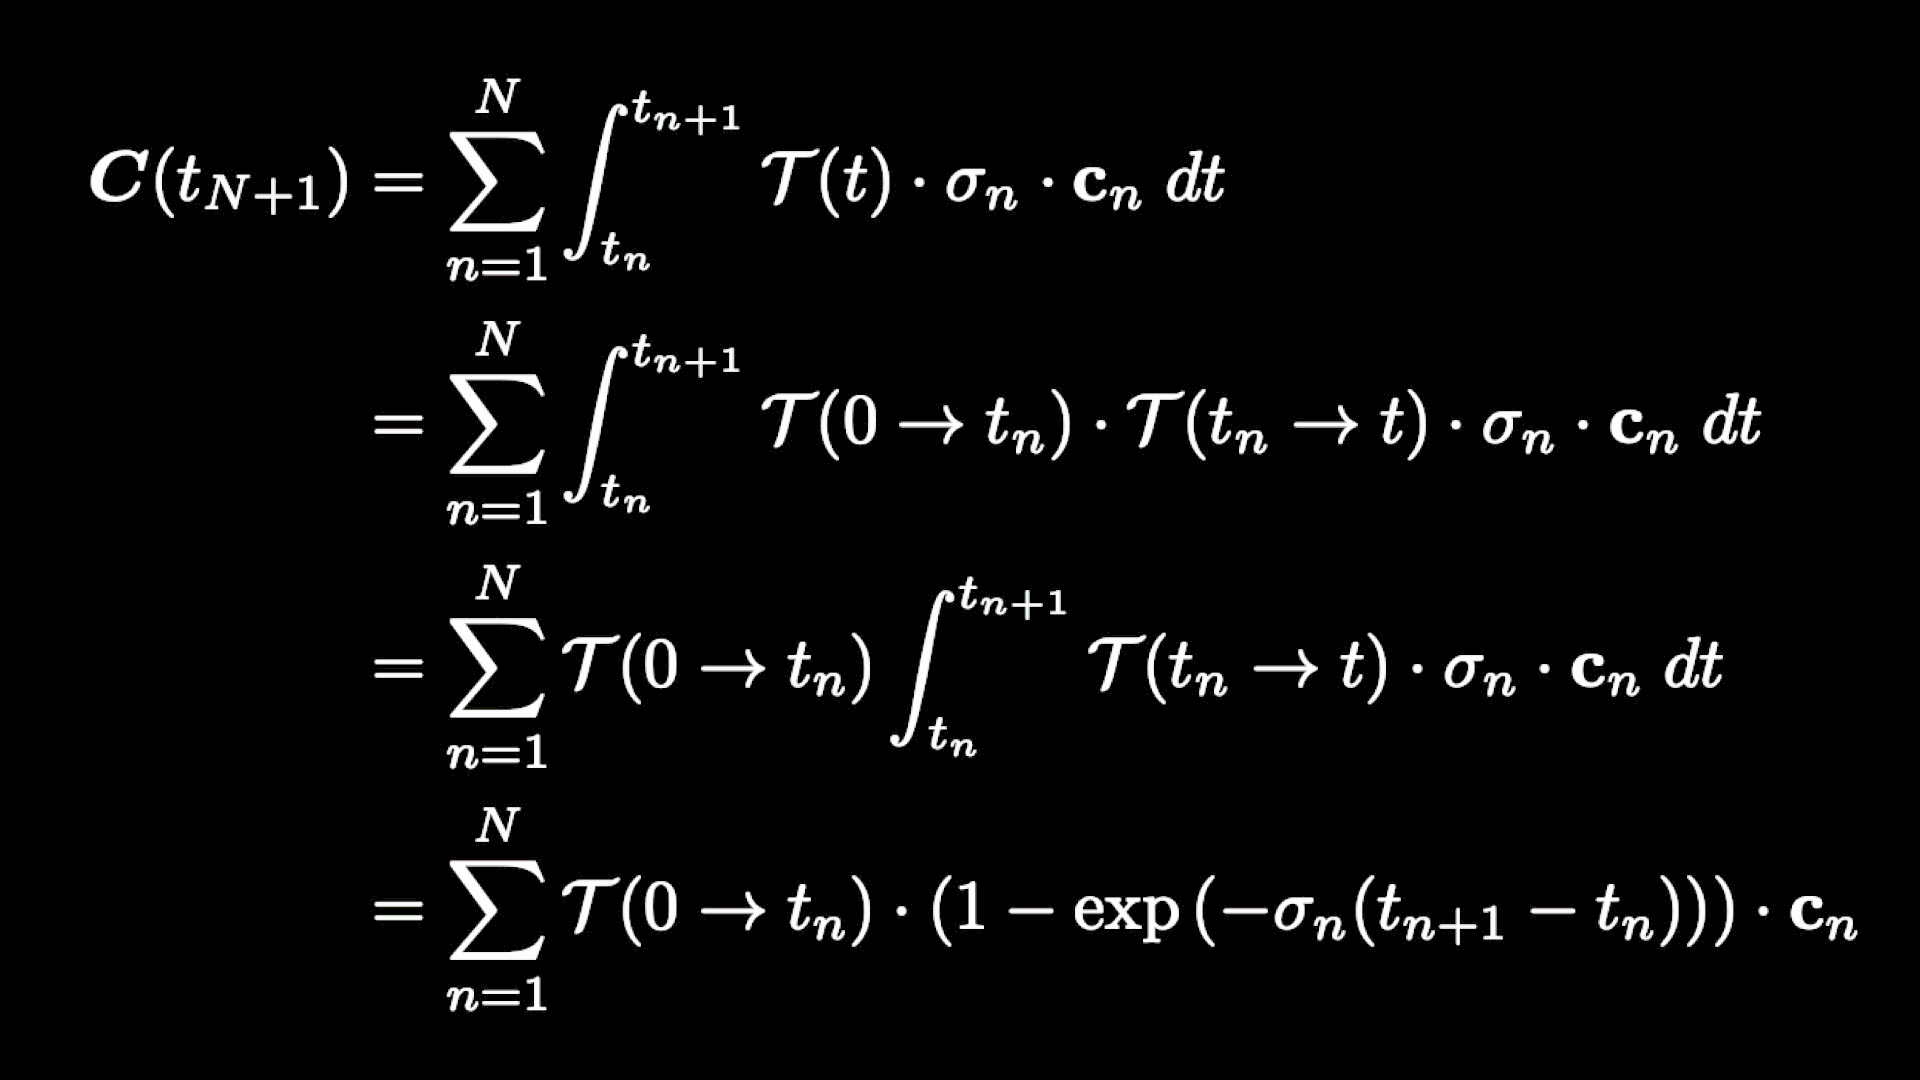 $\boldsymbol{C}(t_{N+1}) = \sum_{n=1}^{N} \int_{t_n}^{t_{n+1}} \mathcal{T}(t) \cdot \sigma_n \cdot \mathbf{c}_n \; dt$
$= \sum_{n=1}^{N} \int_{t_n}^{t_{n+1}} \mathcal{T}(0 \to t_n) \cdot \mathcal{T}(t_n \to t) \cdot \sigma_n \cdot \mathbf{c}_n \; dt$
$= \sum_{n=1}^{N} \mathcal{T}(0 \to t_n) \int_{t_n}^{t_{n+1}} \mathcal{T}(t_n \to t) \cdot \sigma_n \cdot \mathbf{c}_n \; dt$
$= \sum_{n=1}^{N} \mathcal{T}(0 \to t_n) \cdot (1 - \exp(-\sigma_n(t_{n+1} - t_n))) \cdot \mathbf{c}_n$